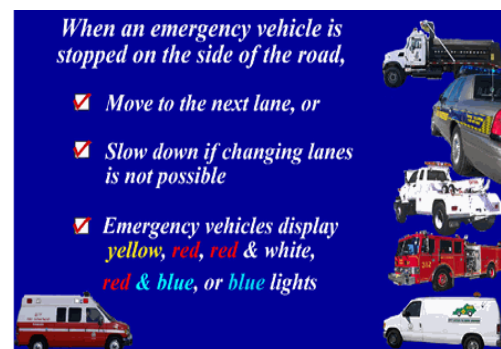 When an emergency vehicle is
stopped on the side of the road,
Move to the next lane, or
Slow down if changing lanes
is not possible
Emergency vehicles display
yellow, red, red & white,
red & blue, or blue lights
312